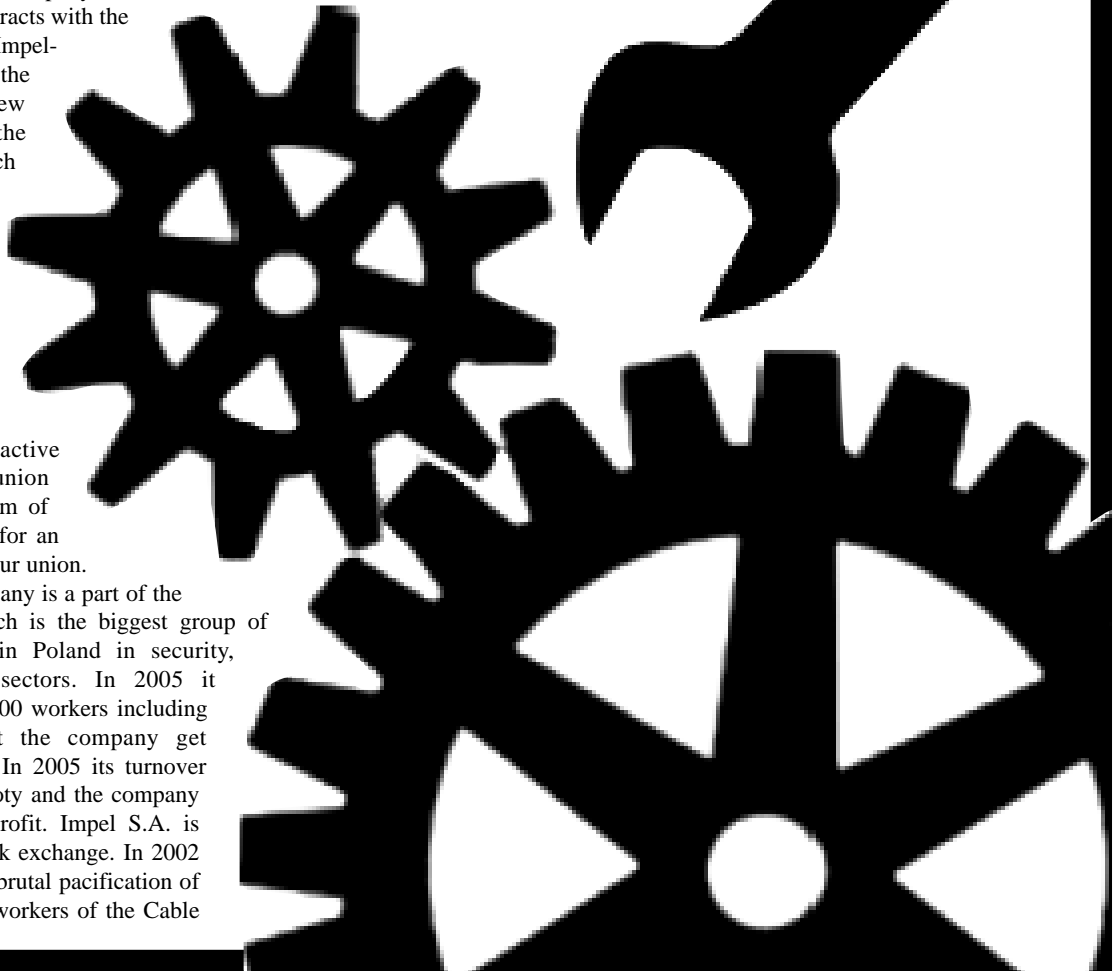 racts with the
Impel-
the
ew
the
ch
active
union
m of
for an
ur union.
any is a part of the
ch is the biggest group of
in Poland in security,
sectors. In 2005 it
00 workers including
t the company get
In 2005 its turnover
oty and the company
rofit. Impel S.A. is
k exchange. In 2002
brutal pacification of
workers of the Cable